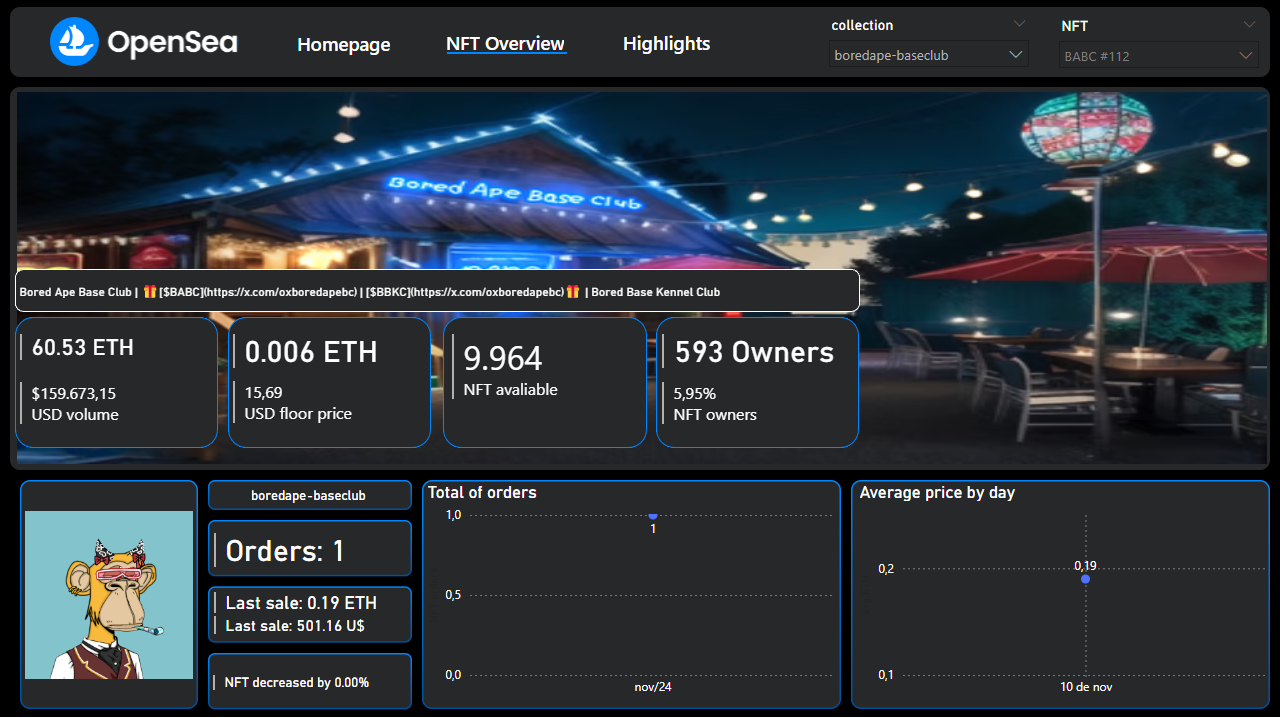 OpenSea
Homepage
NFT Overview
Highlights
collection
boredape-baseclub
NFT
BABC #112
Bored Ape Base Club
Bored Ape Base Club | 🎁[$BABC](https://x.com/oxboredapebc) | [$BBKC](https://x.com/oxboredapebc)🎁 | Bored Base Kennel Club
60.53 ETH
$159.673,15
USD volume
0.006 ETH
15,69
USD floor price
9.964
NFT avaliable
593 Owners
5,95%
NFT owners
boredape-baseclub
Orders: 1
Last sale: 0.19 ETH
Last sale: 501.16 U$
NFT decreased by 0.00%
Total of orders
1,0
1
0,5
0,0
nov/24
Average price by day
0,2
0,19
0,1
10 de nov